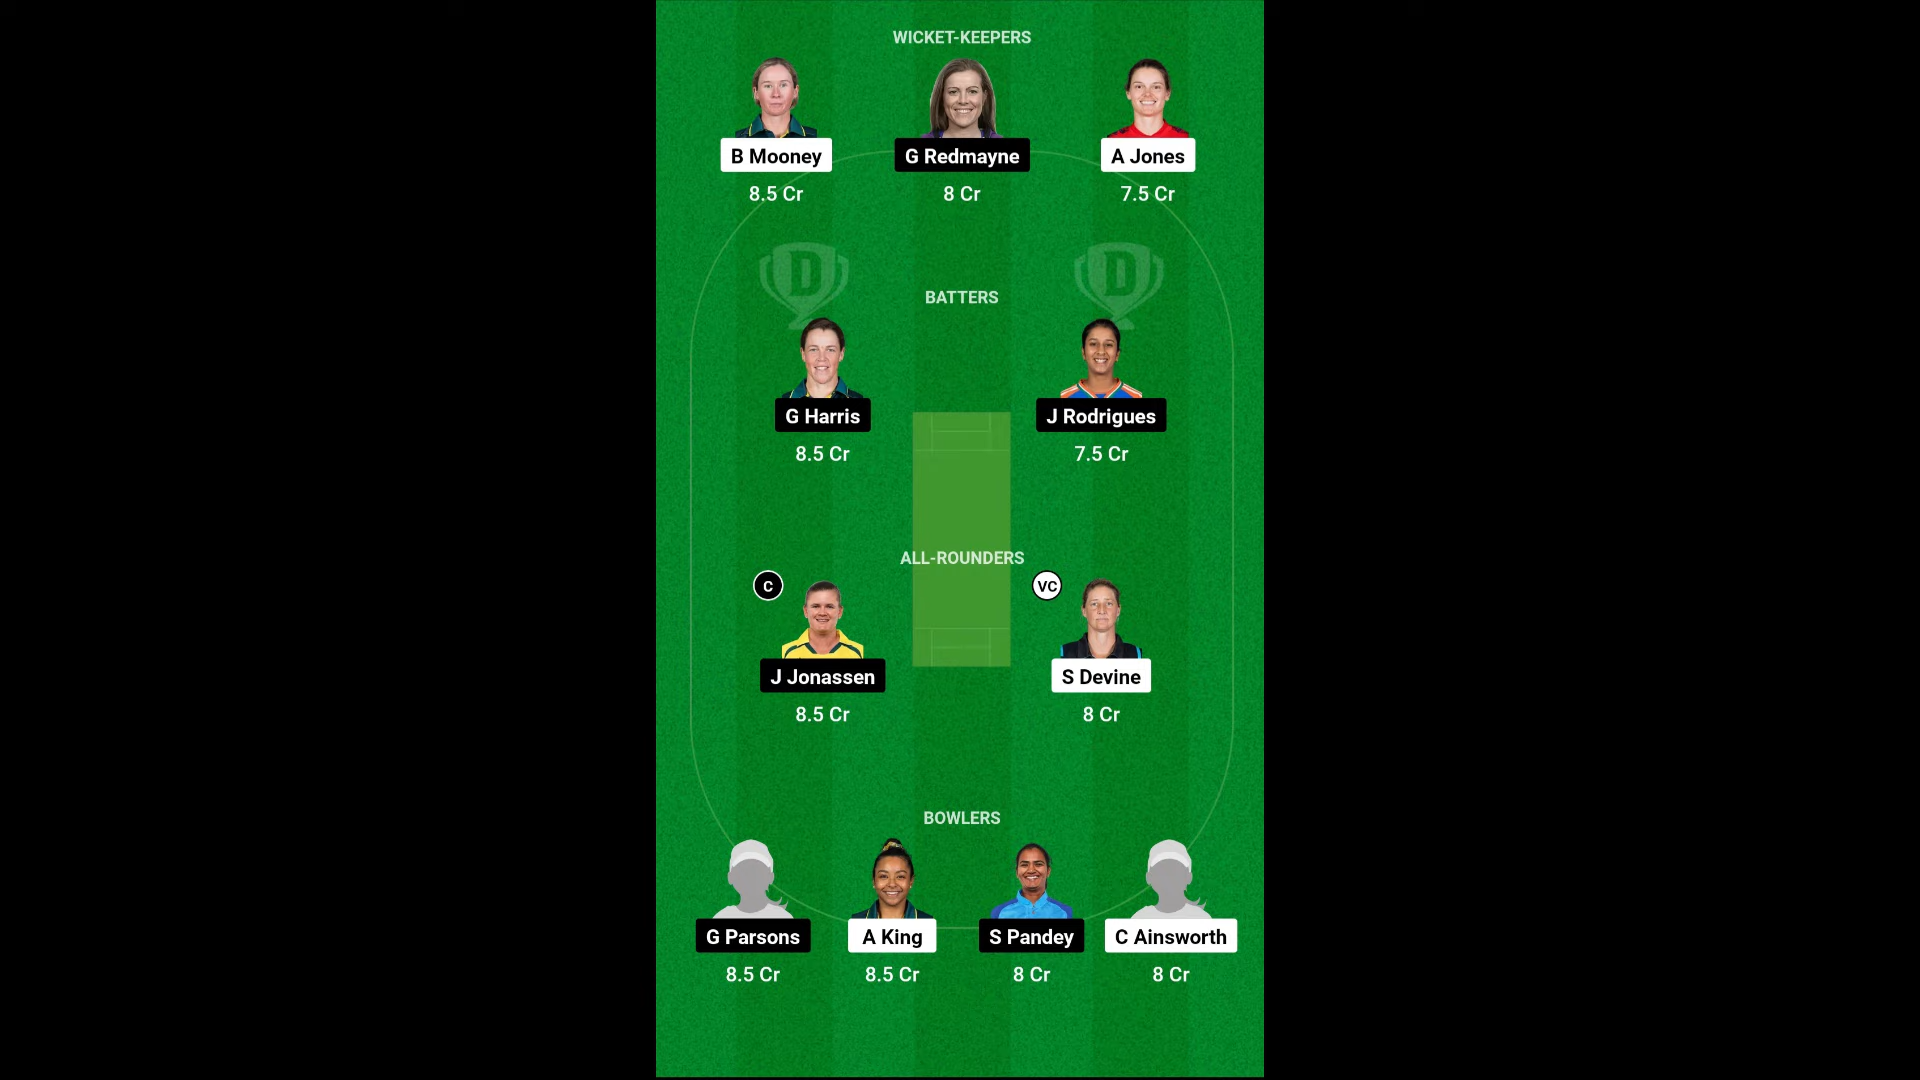 WICKET-KEEPERS
B Mooney G Redmayne A Jones
8.5 Cr 8 Cr 7.5 Cr
D D
BATTERS
G Harris J Rodrigues
8.5 Cr 7.5 Cr
ALL-ROUNDERS
C VC
J Jonassen S Devine
8.5 Cr 8 Cr
BOWLERS
G Parsons A King S Pandey C Ainsworth
8.5 Cr 8.5 Cr 8 Cr 8 Cr